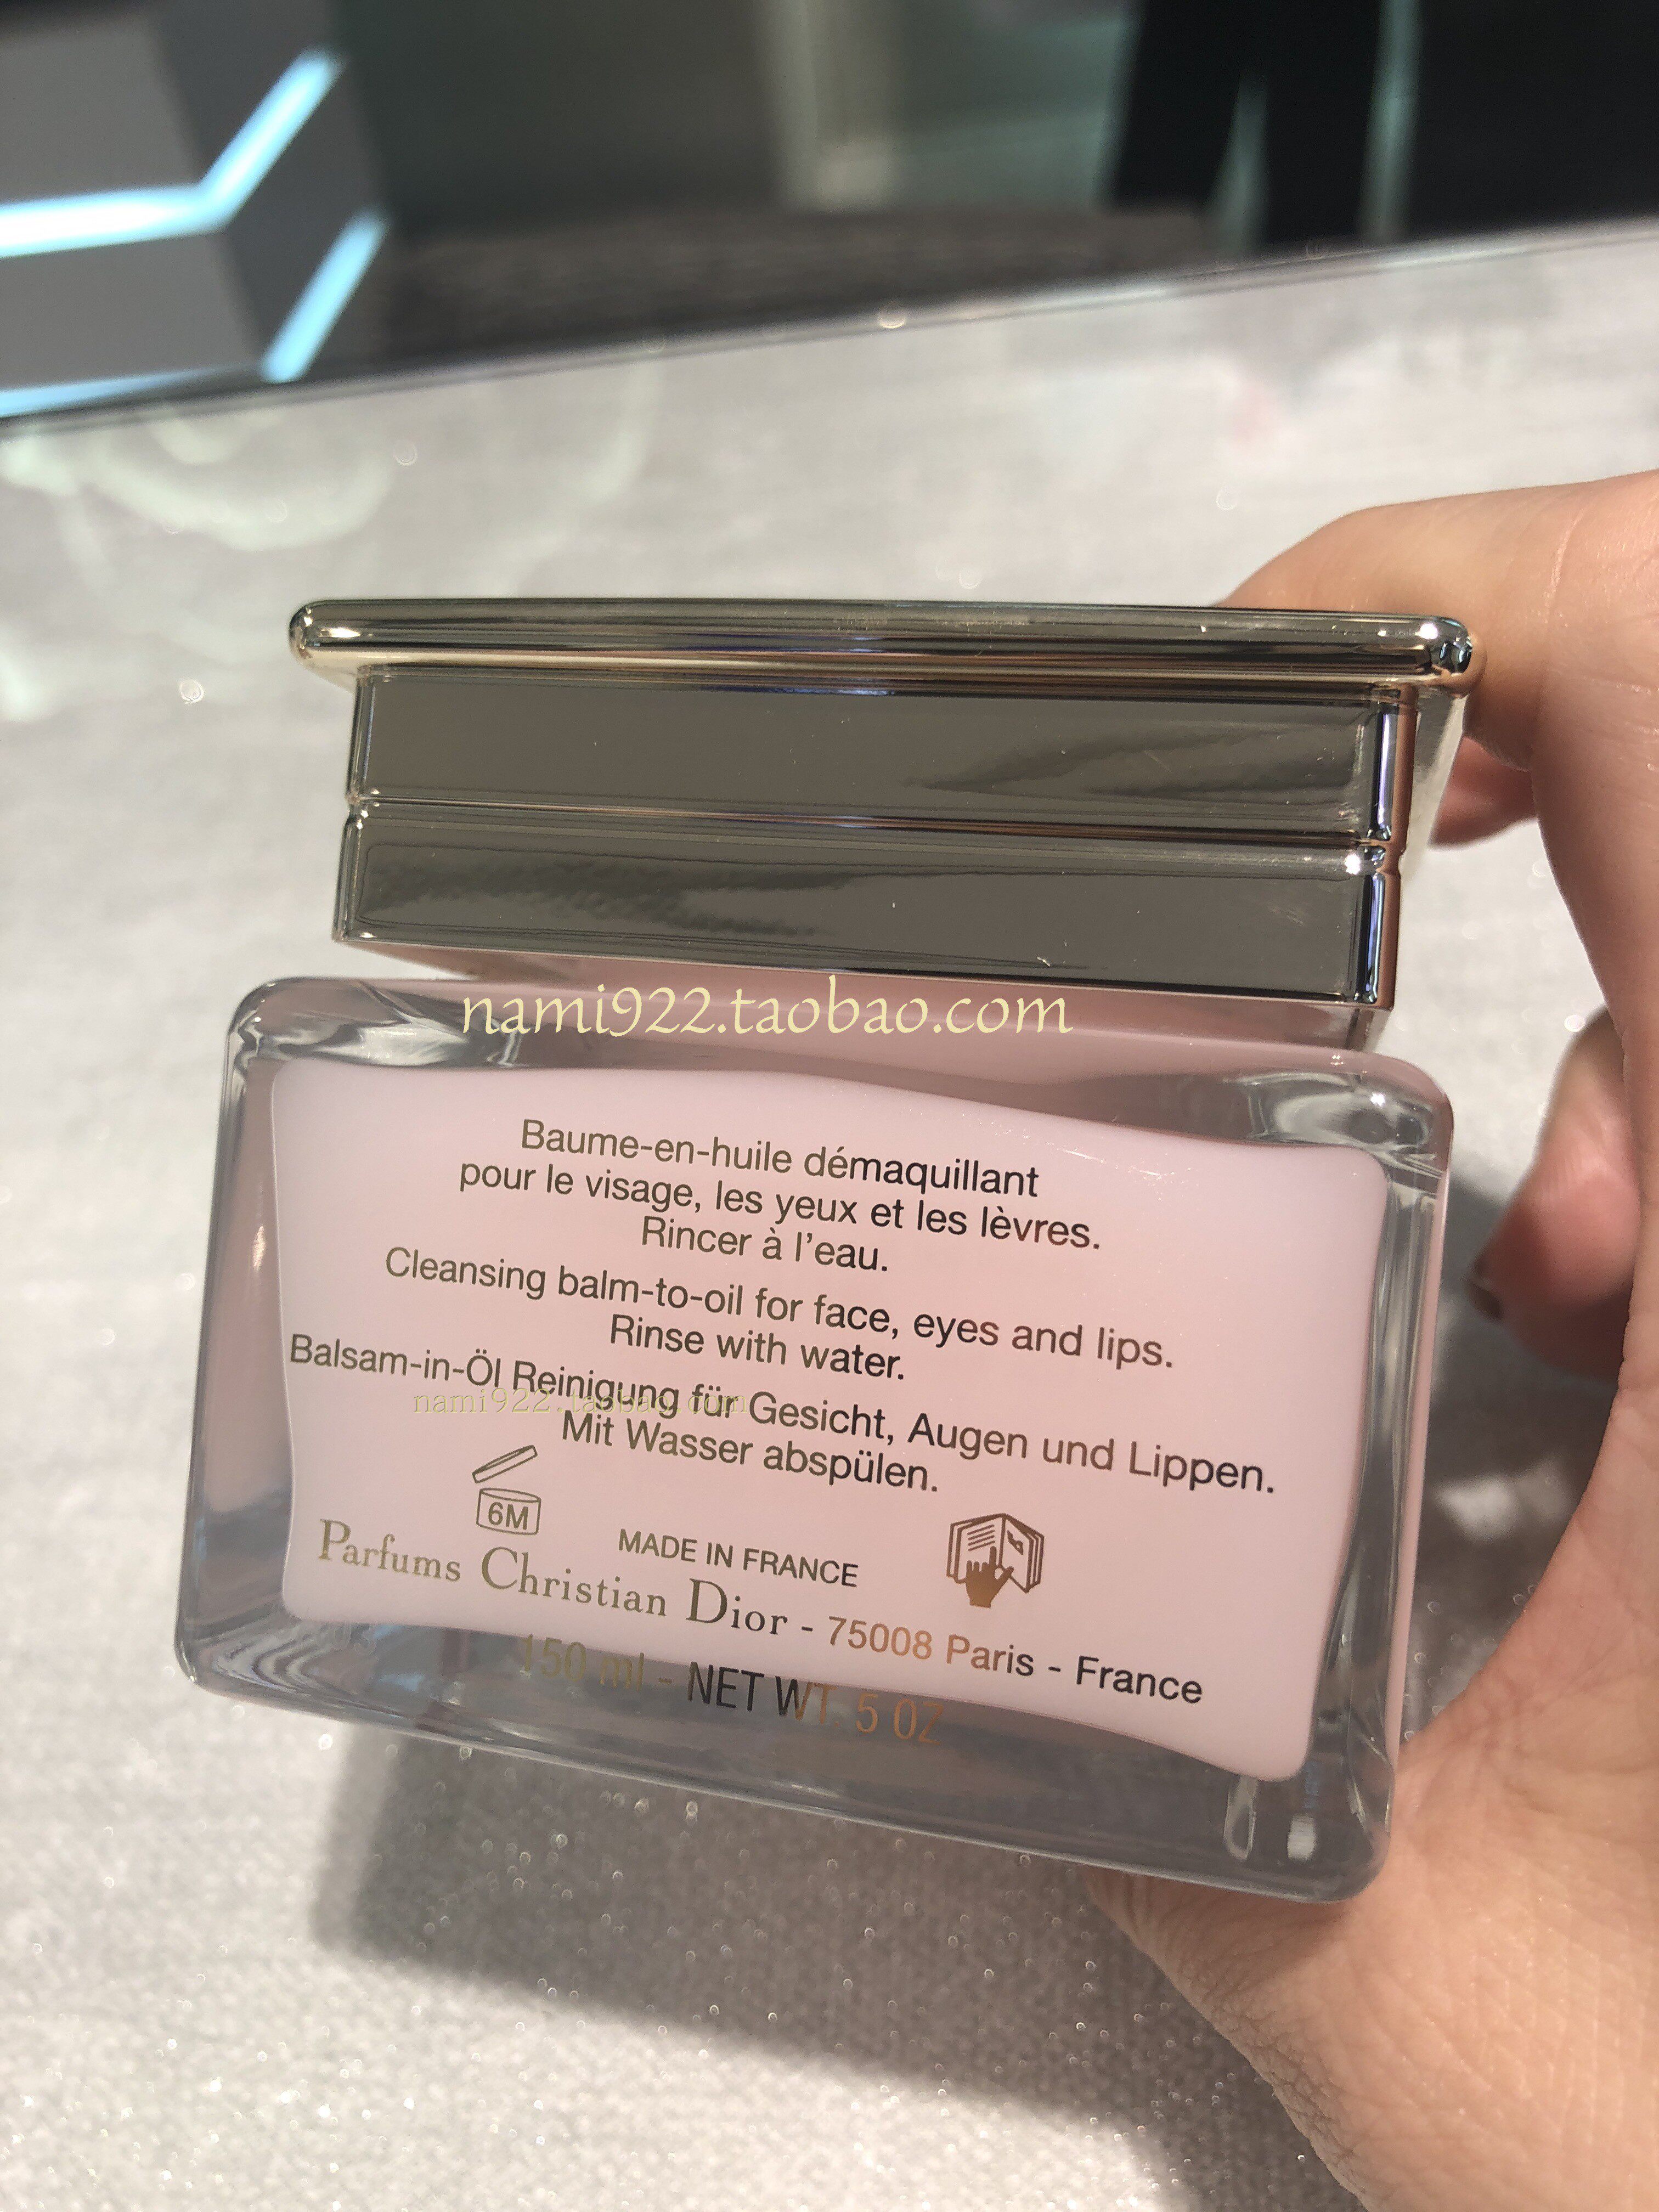 nami922.taobao.com
Baume-en-huile démaquillant
pour le visage, les yeux et les lèvres.
Rincer à l'eau.
Cleansing balm-to-oil for face, eyes and lips.
Rinse with water.
Balsam-in-Öl Reinigung für Gesicht, Augen und Lippen.
nami922.taobao.com
Mit Wasser abspülen.
6M
MADE IN FRANCE
Parfums Christian Dior - 75008 Paris - France
150 ml - NET WT. 5 OZ